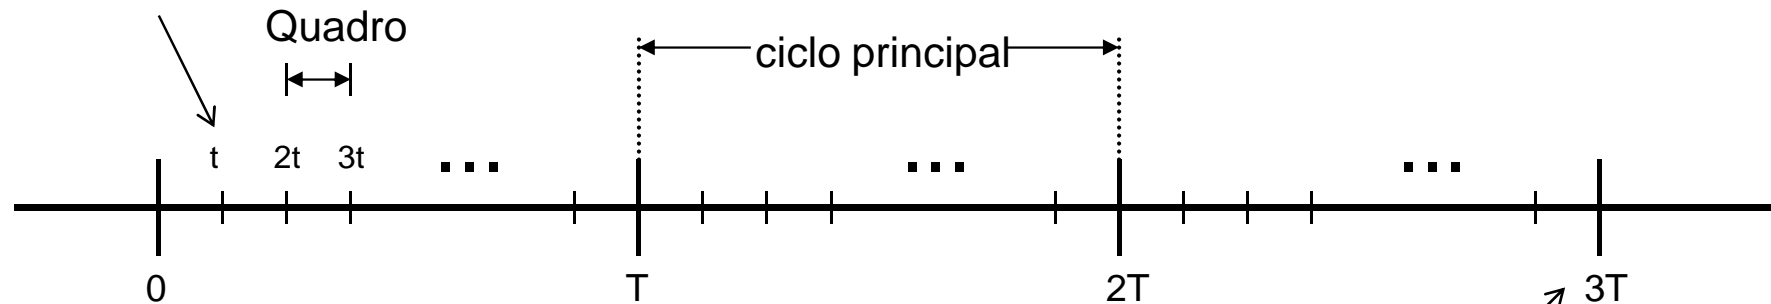 Quadro
ciclo principal
t 2t 3t ... ... ...
0 T 2T 3T